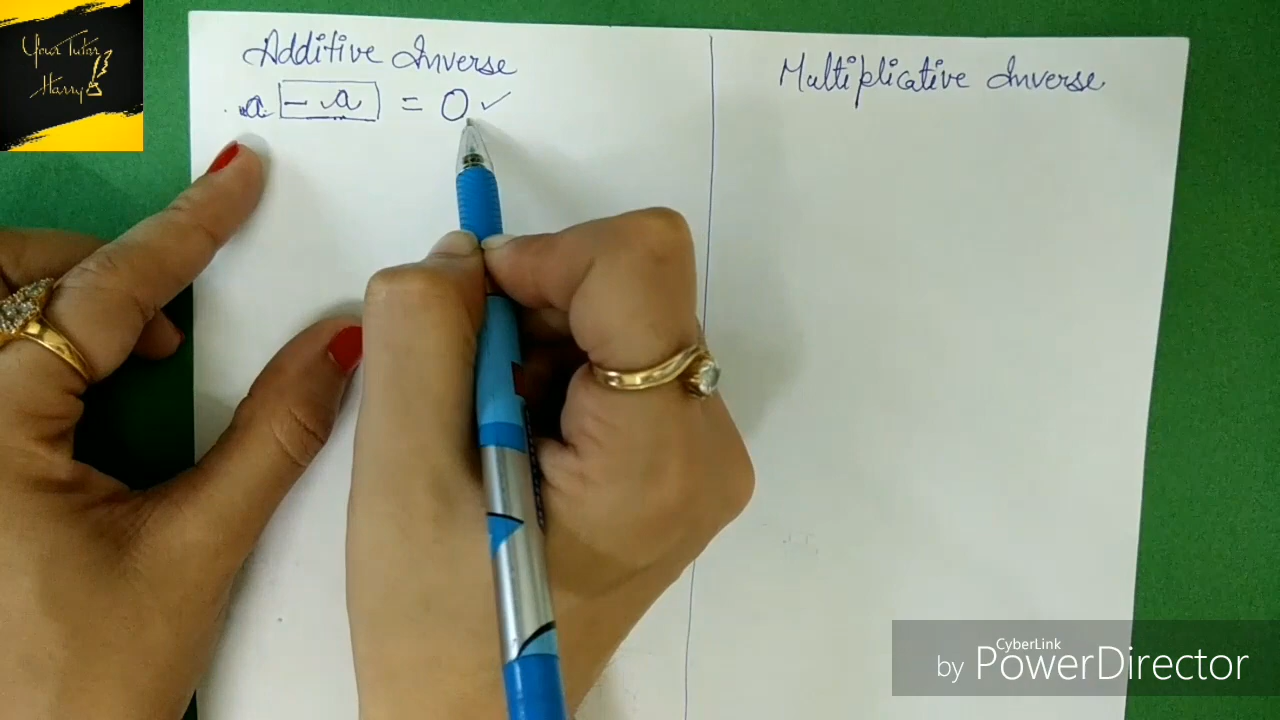 Your Tutor
Harry
Additive Inverse
a - a = 0 ✓
Multiplicative Inverse
CyberLink
by PowerDirector